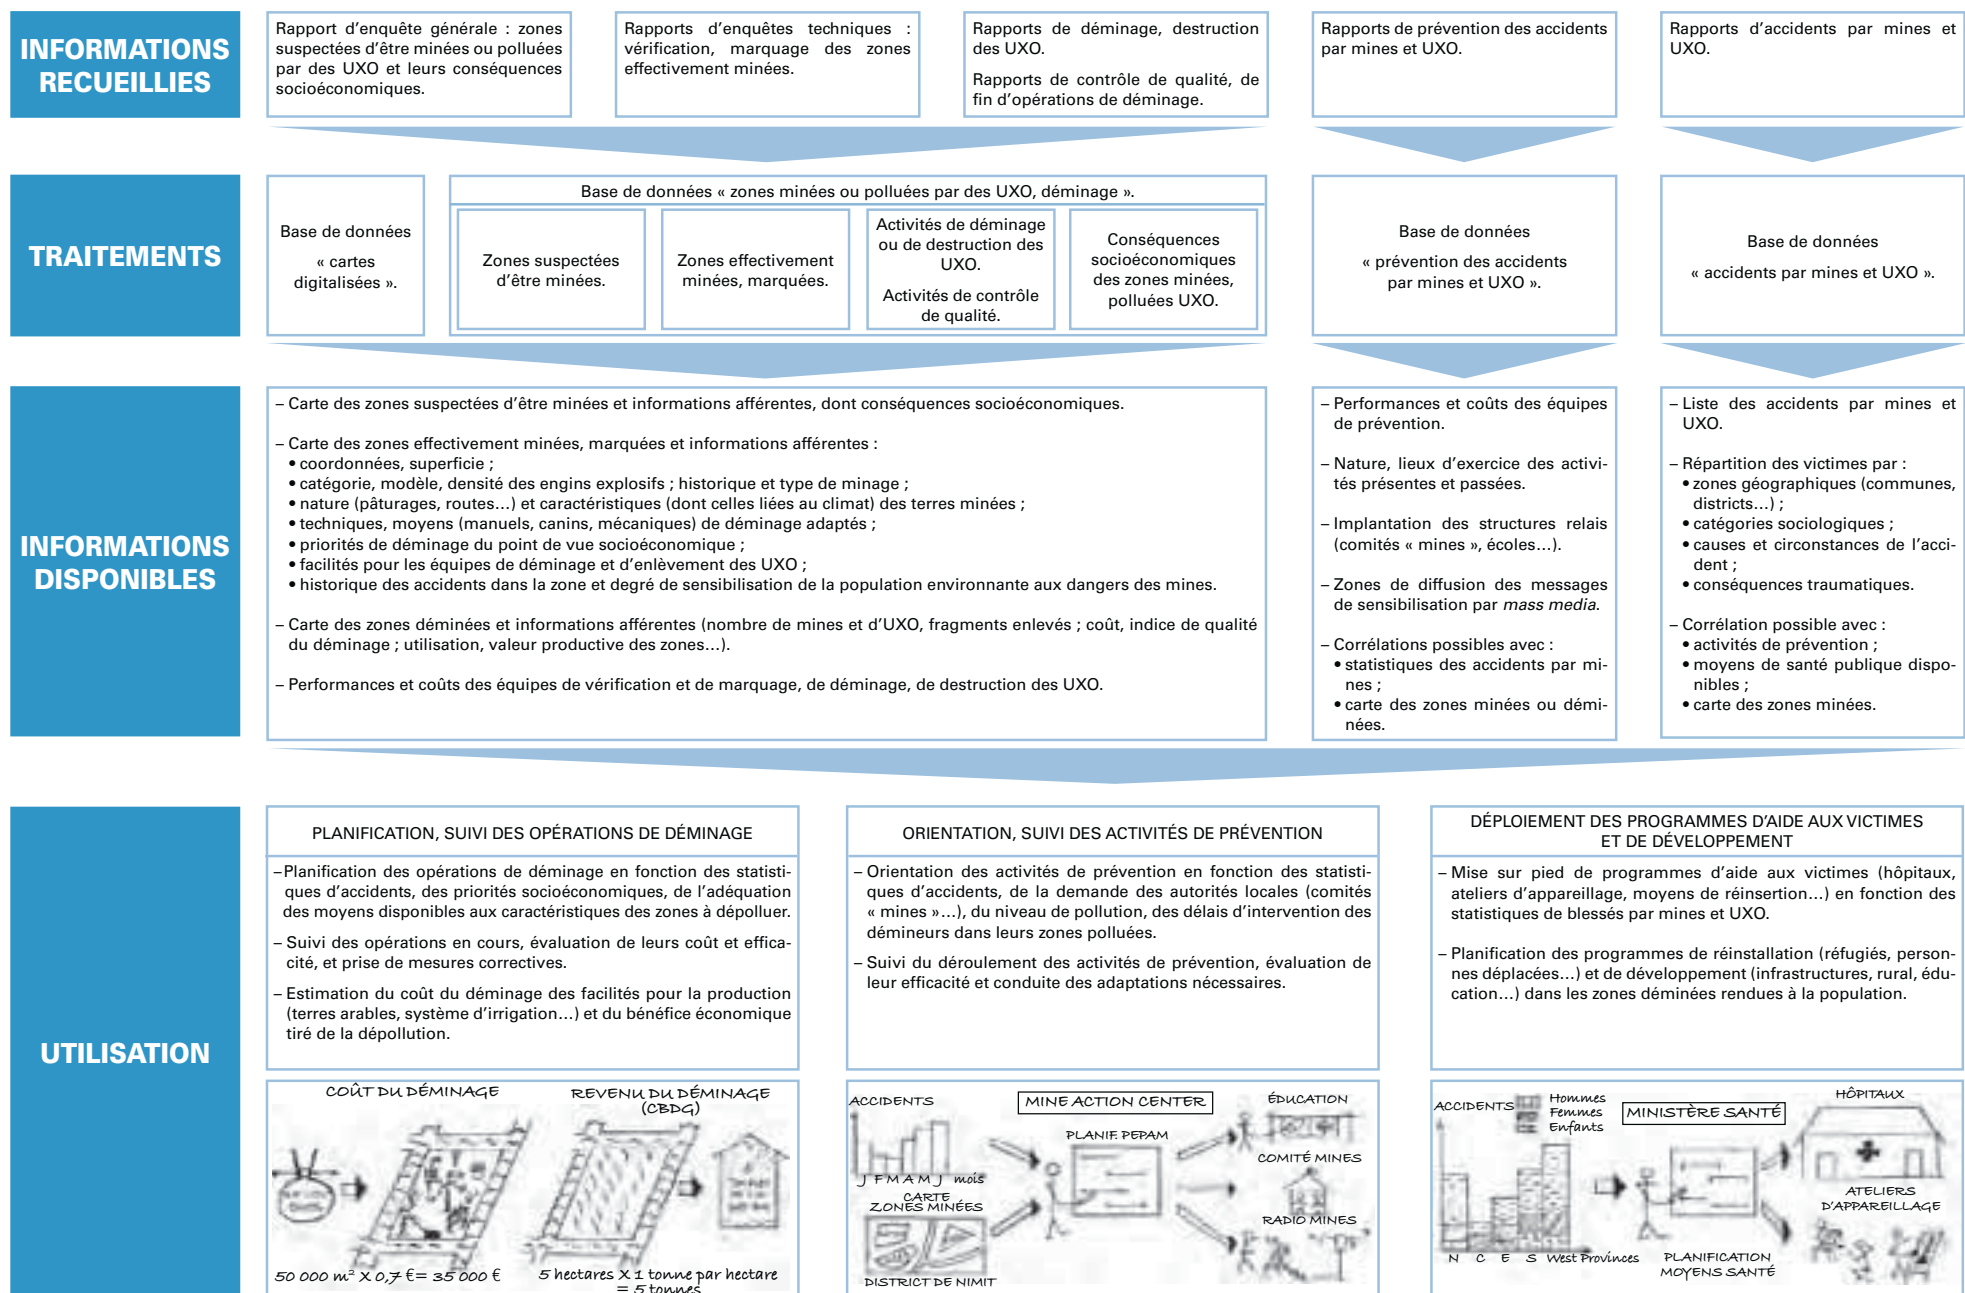 INFORMATIONS
RECUEILLIES
Rapport d'enquête générale : zones
suspectées d'être minées ou polluées
par des UXO et leurs conséquences
socioéconomiques.
Rapports d'enquêtes techniques :
vérification, marquage des zones
effectivement minées.
Rapports de déminage, destruction
des UXO.
Rapports de contrôle de qualité, de
fin d'opérations de déminage.
Rapports de prévention des accidents
par mines et UXO.
Rapports d'accidents par mines et
UXO.
TRAITEMENTS
Base de données
« cartes
digitalisées ».
Base de données « zones minées ou polluées par des UXO, déminage ».
Zones suspectées
d'être minées.
Zones effectivement
minées, marquées.
Activités de déminage
ou de destruction des
UXO.
Activités de contrôle
de qualité.
Conséquences
socioéconomiques
des zones minées,
polluées UXO.
Base de données
« prévention des accidents
par mines et UXO ».
Base de données
« accidents par mines et UXO ».
INFORMATIONS
DISPONIBLES
– Carte des zones suspectées d'être minées et informations afférentes, dont conséquences socioéconomiques.
– Carte des zones effectivement minées, marquées et informations afférentes :
• coordonnées, superficie ;
• catégorie, modèle, densité des engins explosifs ; historique et type de minage ;
• nature (pâturages, routes…) et caractéristiques (dont celles liées au climat) des terres minées ;
• techniques, moyens (manuels, canins, mécaniques) de déminage adaptés ;
• priorités de déminage du point de vue socioéconomique ;
• facilités pour les équipes de déminage et d'enlèvement des UXO ;
• historique des accidents dans la zone et degré de sensibilisation de la population environnante aux dangers des mines.
– Carte des zones déminées et informations afférentes (nombre de mines et d'UXO, fragments enlevés ; coût, indice de qualité
du déminage ; utilisation, valeur productive des zones…).
– Performances et coûts des équipes de vérification et de marquage, de déminage, de destruction des UXO.
– Performances et coûts des équipes
de prévention.
– Nature, lieux d'exercice des activi-
tés présentes et passées.
– Implantation des structures relais
(comités « mines », écoles…).
– Zones de diffusion des messages
de sensibilisation par mass media.
– Corrélations possibles avec :
• statistiques des accidents par mi-
nes ;
• carte des zones minées ou démi-
nées.
– Liste des accidents par mines et
UXO.
– Répartition des victimes par :
• zones géographiques (communes,
districts…) ;
• catégories sociologiques ;
• causes et circonstances de l'acci-
dent ;
• conséquences traumatiques.
– Corrélation possible avec :
• activités de prévention ;
• moyens de santé publique dispo-
nibles ;
• carte des zones minées.
UTILISATION
PLANIFICATION, SUIVI DES OPÉRATIONS DE DÉMINAGE
–Planification des opérations de déminage en fonction des statisti-
ques d'accidents, des priorités socioéconomiques, de l'adéquation
des moyens disponibles aux caractéristiques des zones à dépolluer.
– Suivi des opérations en cours, évaluation de leurs coût et effica-
cité, et prise de mesures correctives.
– Estimation du coût du déminage des facilités pour la production
(terres arables, système d'irrigation…) et du bénéfice économique
tiré de la dépollution.
COÛT DU DÉMINAGE
REVENU DU DÉMINAGE
(CBDG)
50 000 m² X 0,7 € = 35 000 €
5 hectares X 1 tonne par hectare
= 5 tonnes
ORIENTATION, SUIVI DES ACTIVITÉS DE PRÉVENTION
– Orientation des activités de prévention en fonction des statisti-
ques d'accidents, de la demande des autorités locales (comités
« mines »…), du niveau de pollution, des délais d'intervention des
démineurs dans leurs zones polluées.
– Suivi du déroulement des activités de prévention, évaluation de
leur efficacité et conduite des adaptations nécessaires.
ACCIDENTS
MINE ACTION CENTER
ÉDUCATION
PLANIF. PEPAM
COMITÉ MINES
J F M A M J mois
CARTE
ZONES MINÉES
RADIO MINES
DISTRICT DE NIMIT
DÉPLOIEMENT DES PROGRAMMES D'AIDE AUX VICTIMES
ET DE DÉVELOPPEMENT
– Mise sur pied de programmes d'aide aux victimes (hôpitaux,
ateliers d'appareillage, moyens de réinsertion…) en fonction des
statistiques de blessés par mines et UXO.
– Planification des programmes de réinstallation (réfugiés, person-
nes déplacées…) et de développement (infrastructures, rural, édu-
cation…) dans les zones déminées rendues à la population.
ACCIDENTS
Hommes
Femmes
Enfants
MINISTÈRE SANTÉ
HÔPITAUX
ATELIERS
D'APPAREILLAGE
N C E S West Provinces
PLANIFICATION
MOYENS SANTÉ